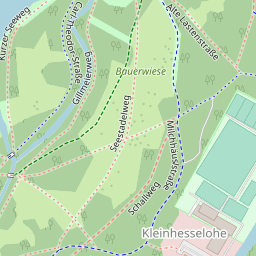 Kurzer Seeweg
Carl-Theodor-Straße
Gillmeierweg
Alte Lastenstraße
Bauerwiese
Seestadelweg
Milchhäuslstraße
Schallweg
Kleinhesselohe